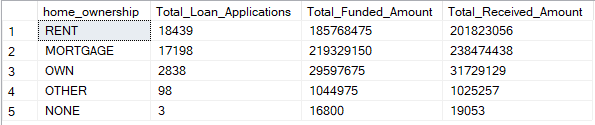 home_ownership Total_Loan_Applications Total_Funded_Amount Total_Received_Amount
1 RENT 18439 185768475 201823056
2 MORTGAGE 17198 219329150 238474438
3 OWN 2838 29597675 31729129
4 OTHER 98 1044975 1025257
5 NONE 3 16800 19053